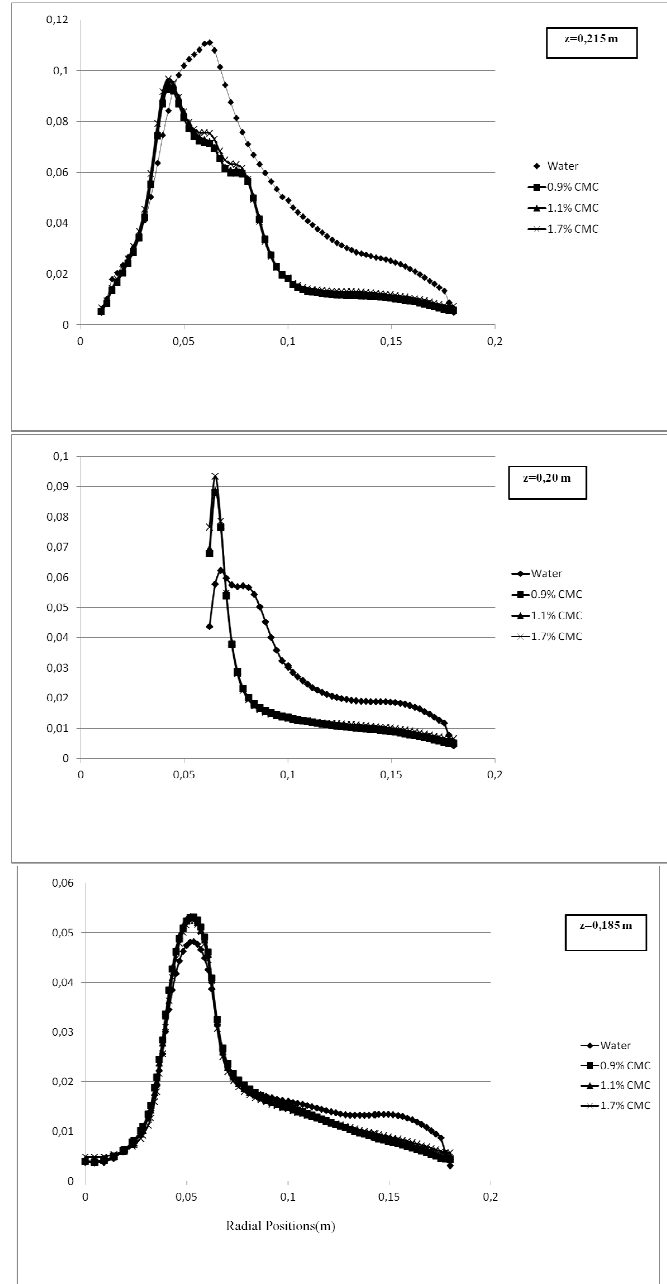 0,12
z=0,215 m
0,1
0,08
0,06
0,04
0,02
0
Water
0.9% CMC
1.1% CMC
1.7% CMC
0 0,05 0,1 0,15 0,2
0,1
z=0,20 m
0,09
0,08
0,07
0,06
0,05
0,04
0,03
0,02
0,01
0
Water
0.9% CMC
1.1% CMC
1.7% CMC
0 0,05 0,1 0,15 0,2
0,06
z=0,185 m
0,05
0,04
0,03
0,02
0,01
0
Water
0.9% CMC
1.1% CMC
1.7% CMC
0 0,05 0,1 0,15 0,2
Radial Positions(m)